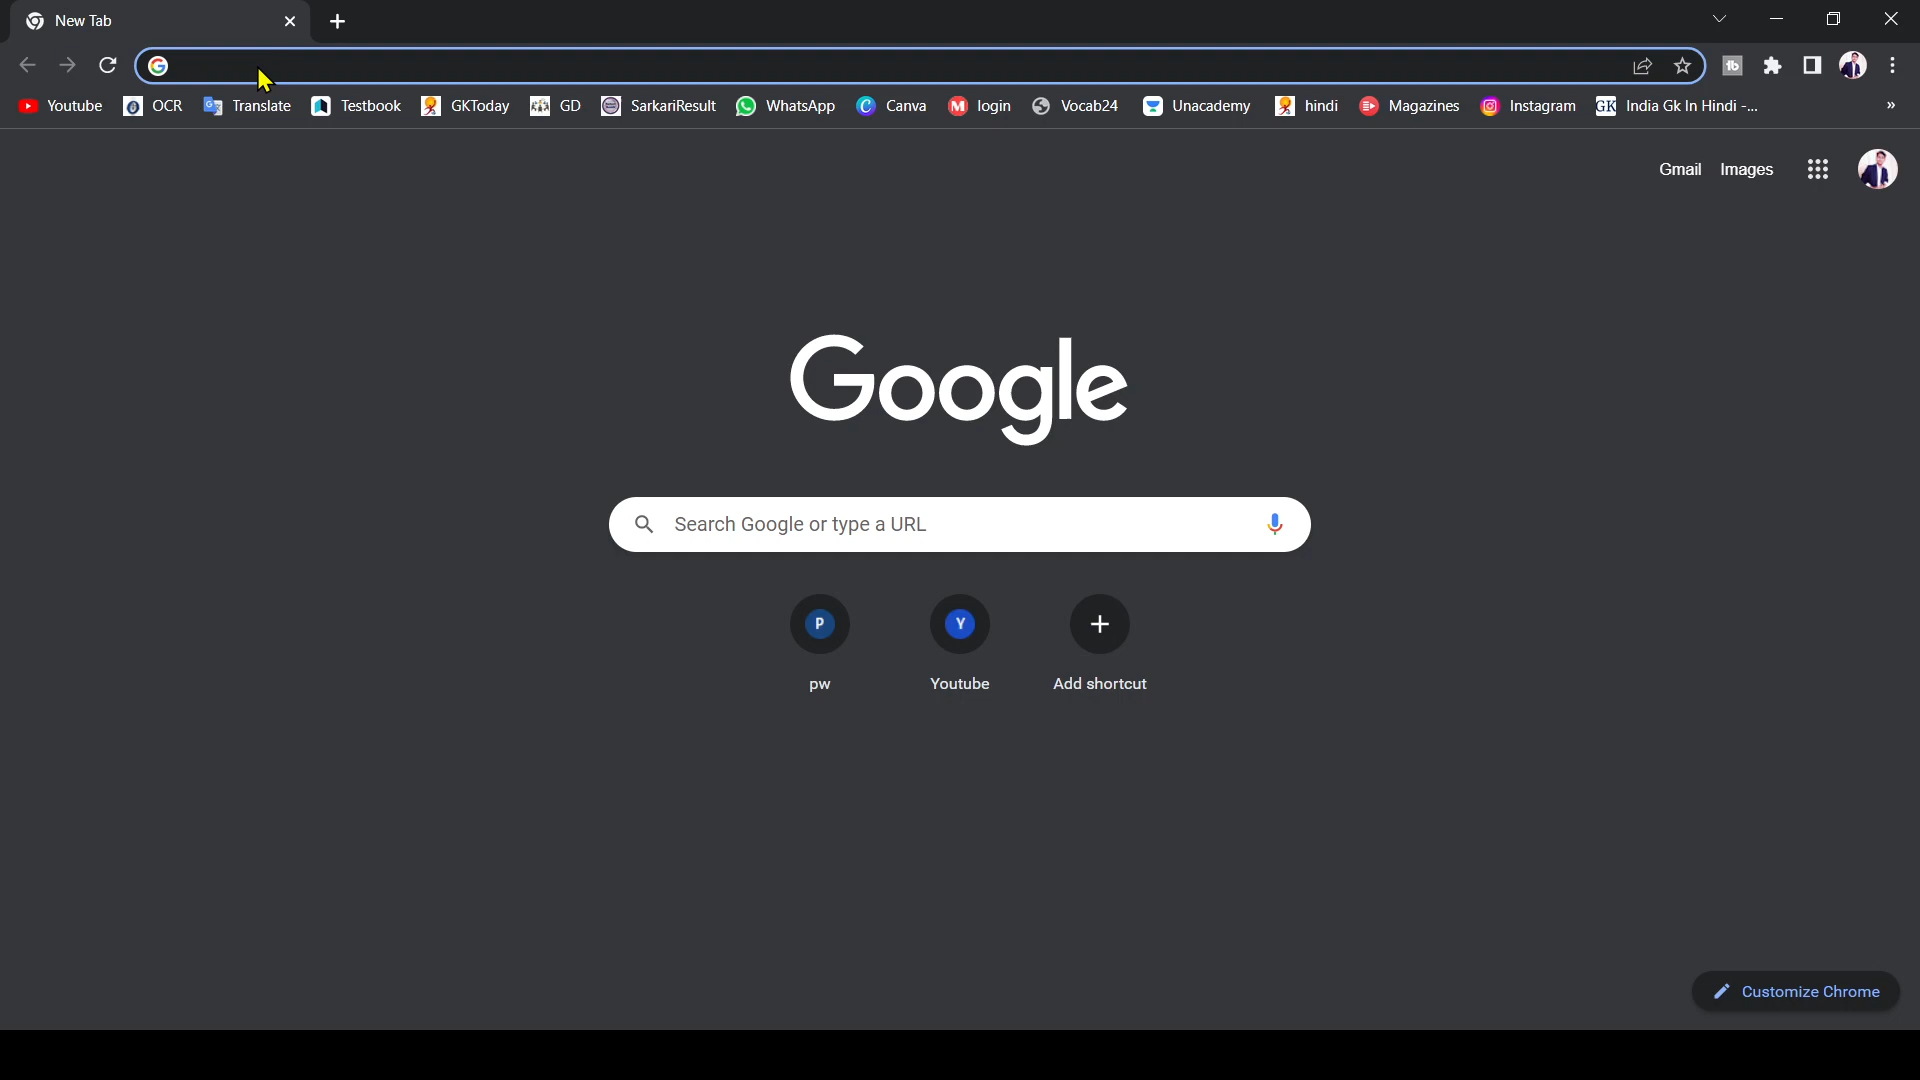 New Tab
Youtube OCR Translate Testbook GKToday GD SarkariResult WhatsApp Canva login Vocab24 Unacademy hindi Magazines Instagram GK India Gk In Hindi -... »
Gmail Images
Google
Search Google or type a URL
P Y
pw Youtube Add shortcut
Customize Chrome